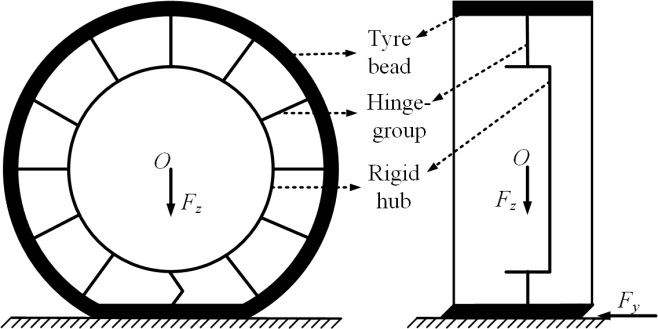 Tyre
bead
Hinge-
group
Rigid
hub
O
Fz
O
Fz
Fy